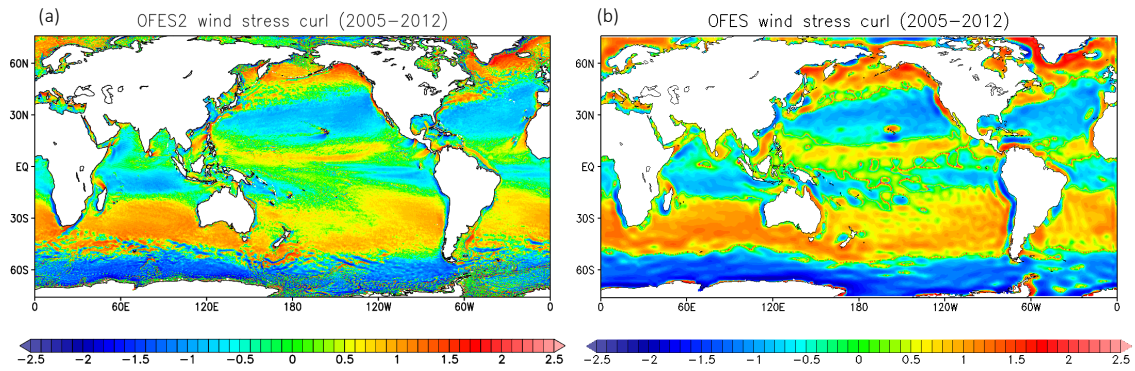 (a)
OFES2 wind stress curl (2005−2012)
60N
30N
EQ
30S
60S
0
60E
120E
180
120W
60W
0
−2.5
−2
−1.5
−1
−0.5
0
0.5
1
1.5
2
2.5
(b)
OFES wind stress curl (2005−2012)
60N
30N
EQ
30S
60S
0
60E
120E
180
120W
60W
0
−2.5
−2
−1.5
−1
−0.5
0
0.5
1
1.5
2
2.5